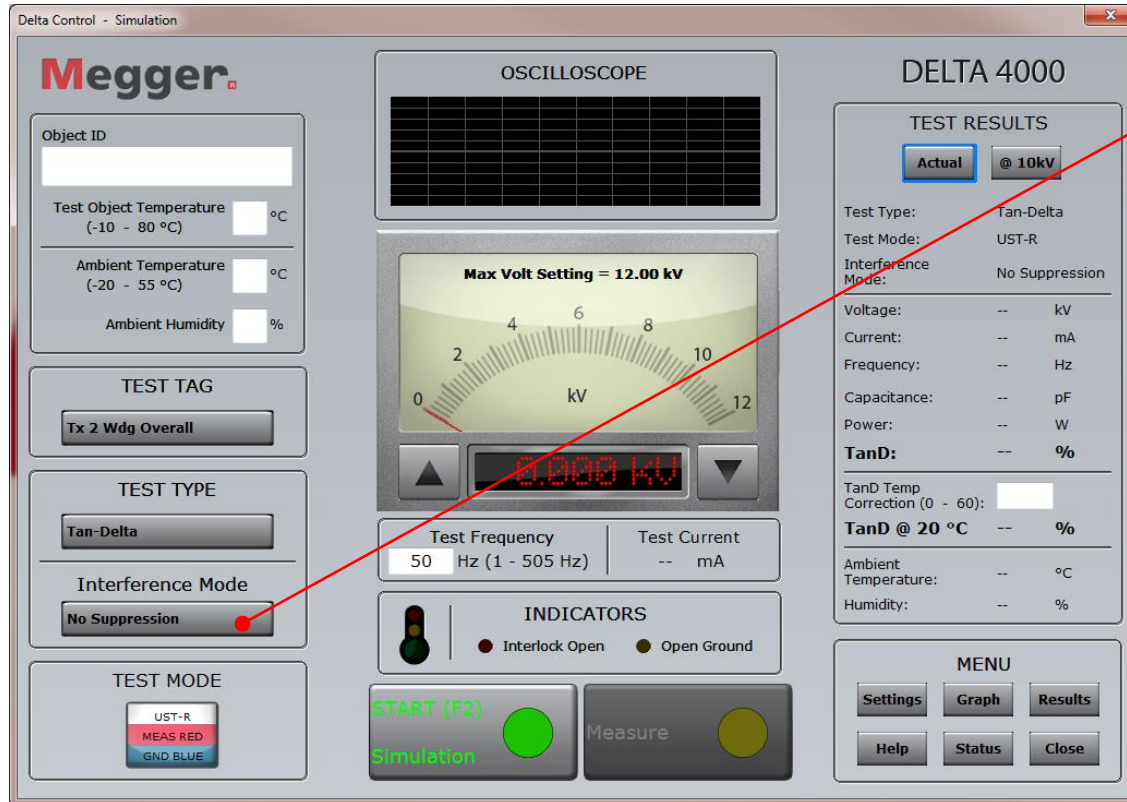 Delta Control - Simulation
Megger.
Object ID
Test Object Temperature
(-10 - 80 ºC)
ºC
Ambient Temperature
(-20 - 55 ºC)
ºC
Ambient Humidity
%
TEST TAG
Tx 2 Wdg Overall
TEST TYPE
Tan-Delta
Interference Mode
No Suppression
TEST MODE
UST-R
MEAS RED
GND BLUE
OSCILLOSCOPE
Max Volt Setting = 12.00 kV
0 2 4 6 8 10 12
kV
0.000 kV
Test Frequency
50 Hz (1 - 505 Hz)
Test Current
-- mA
INDICATORS
Interlock Open
Open Ground
START (F2)
Simulation
Measure
DELTA 4000
TEST RESULTS
Actual
@ 10kV
Test Type: Tan-Delta
Test Mode: UST-R
Interference
Mode: No Suppression
Voltage: -- kV
Current: -- mA
Frequency: -- Hz
Capacitance: -- pF
Power: -- W
TanD: -- %
TanD Temp
Correction (0 - 60):
TanD @ 20 ºC -- %
Ambient
Temperature: -- ºC
Humidity: -- %
MENU
Settings
Graph
Results
Help
Status
Close